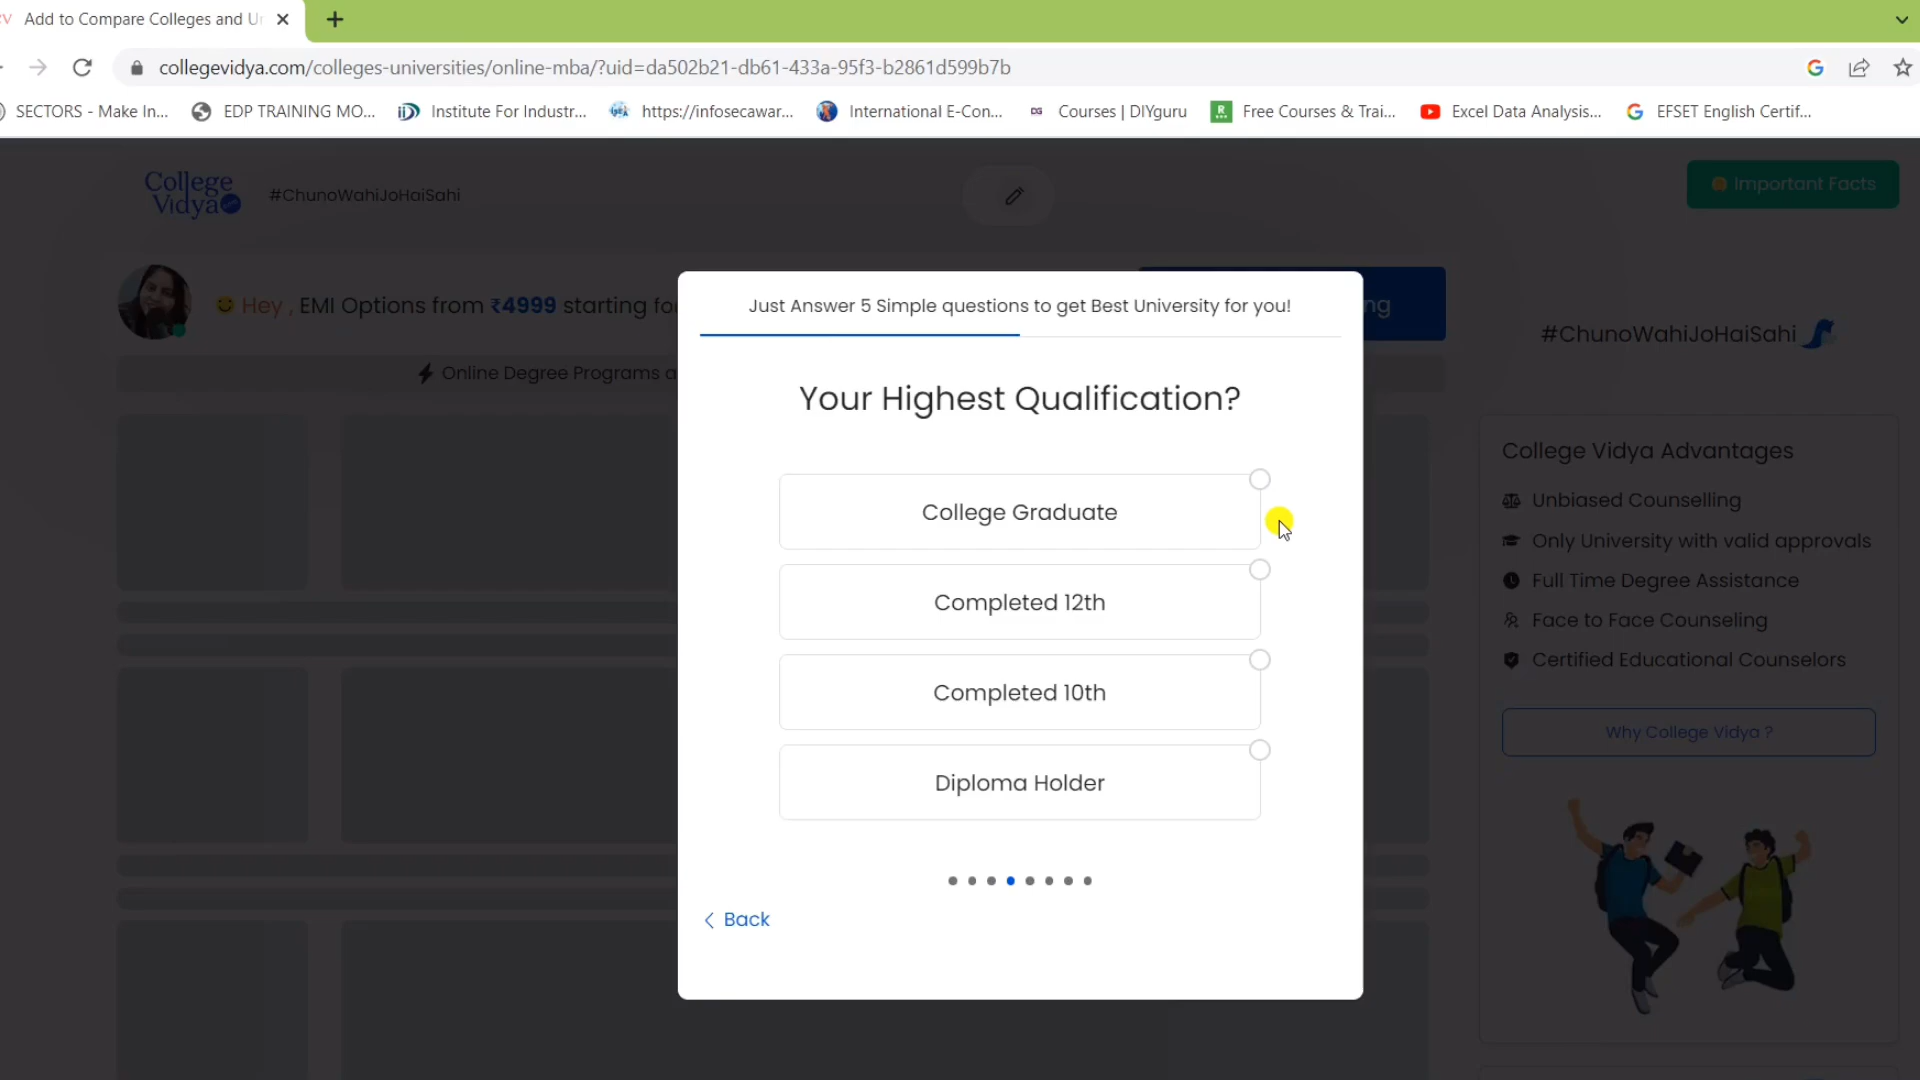 Add to Compare Colleges and Ur
collegevidya.com/colleges-universities/online-mba/?uid=da502b21-db61-433a-95f3-b2861d599b7b
SECTORS - Make In...
EDP TRAINING MO...
Institute For Industr...
https://infosecawar...
International E-Con...
Courses | DIYguru
Free Courses & Trai...
Excel Data Analysis...
EFSET English Certif...
College Vidya
#ChunoWahiJoHaiSahi
Important Facts
Hey , EMI Options from ₹4999 starting fo
ng
#ChunoWahiJoHaiSahi
Online Degree Programs a
Just Answer 5 Simple questions to get Best University for you!
Your Highest Qualification?
College Graduate
Completed 12th
Completed 10th
Diploma Holder
Back
College Vidya Advantages
Unbiased Counselling
Only University with valid approvals
Full Time Degree Assistance
Face to Face Counseling
Certified Educational Counselors
Why College Vidya ?